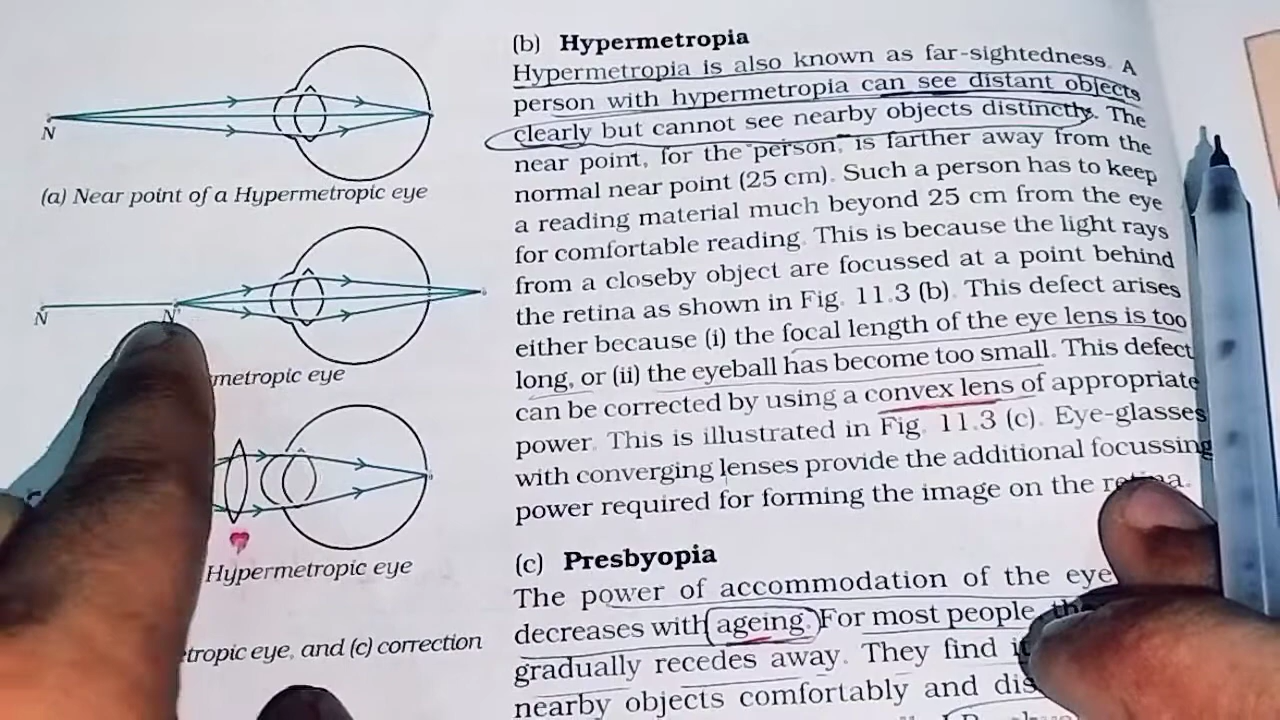 N
(a) Near point of a Hypermetropic eye
N
N'
metropic eye
Hypermetropic eye
tropic eye, and (c) correction
(b) Hypermetropia
Hypermetropia is also known as far-sightedness. A
person with hypermetropia can see distant objects
clearly but cannot see nearby objects distinctly. The
near point, for the person, is farther away from the
normal near point (25 cm). Such a person has to keep
a reading material much beyond 25 cm from the eye
for comfortable reading. This is because the light rays
from a closeby object are focussed at a point behind
the retina as shown in Fig. 11.3 (b). This defect arises
either because (i) the focal length of the eye lens is too
long, or (ii) the eyeball has become too small. This defect
can be corrected by using a convex lens of appropriate
power. This is illustrated in Fig. 11.3 (c). Eye-glasses
with converging lenses provide the additional focussing
power required for forming the image on the retina.
(c) Presbyopia
The power of accommodation of the eye
decreases with ageing. For most people,
gradually recedes away. They find
nearby objects comfortably and